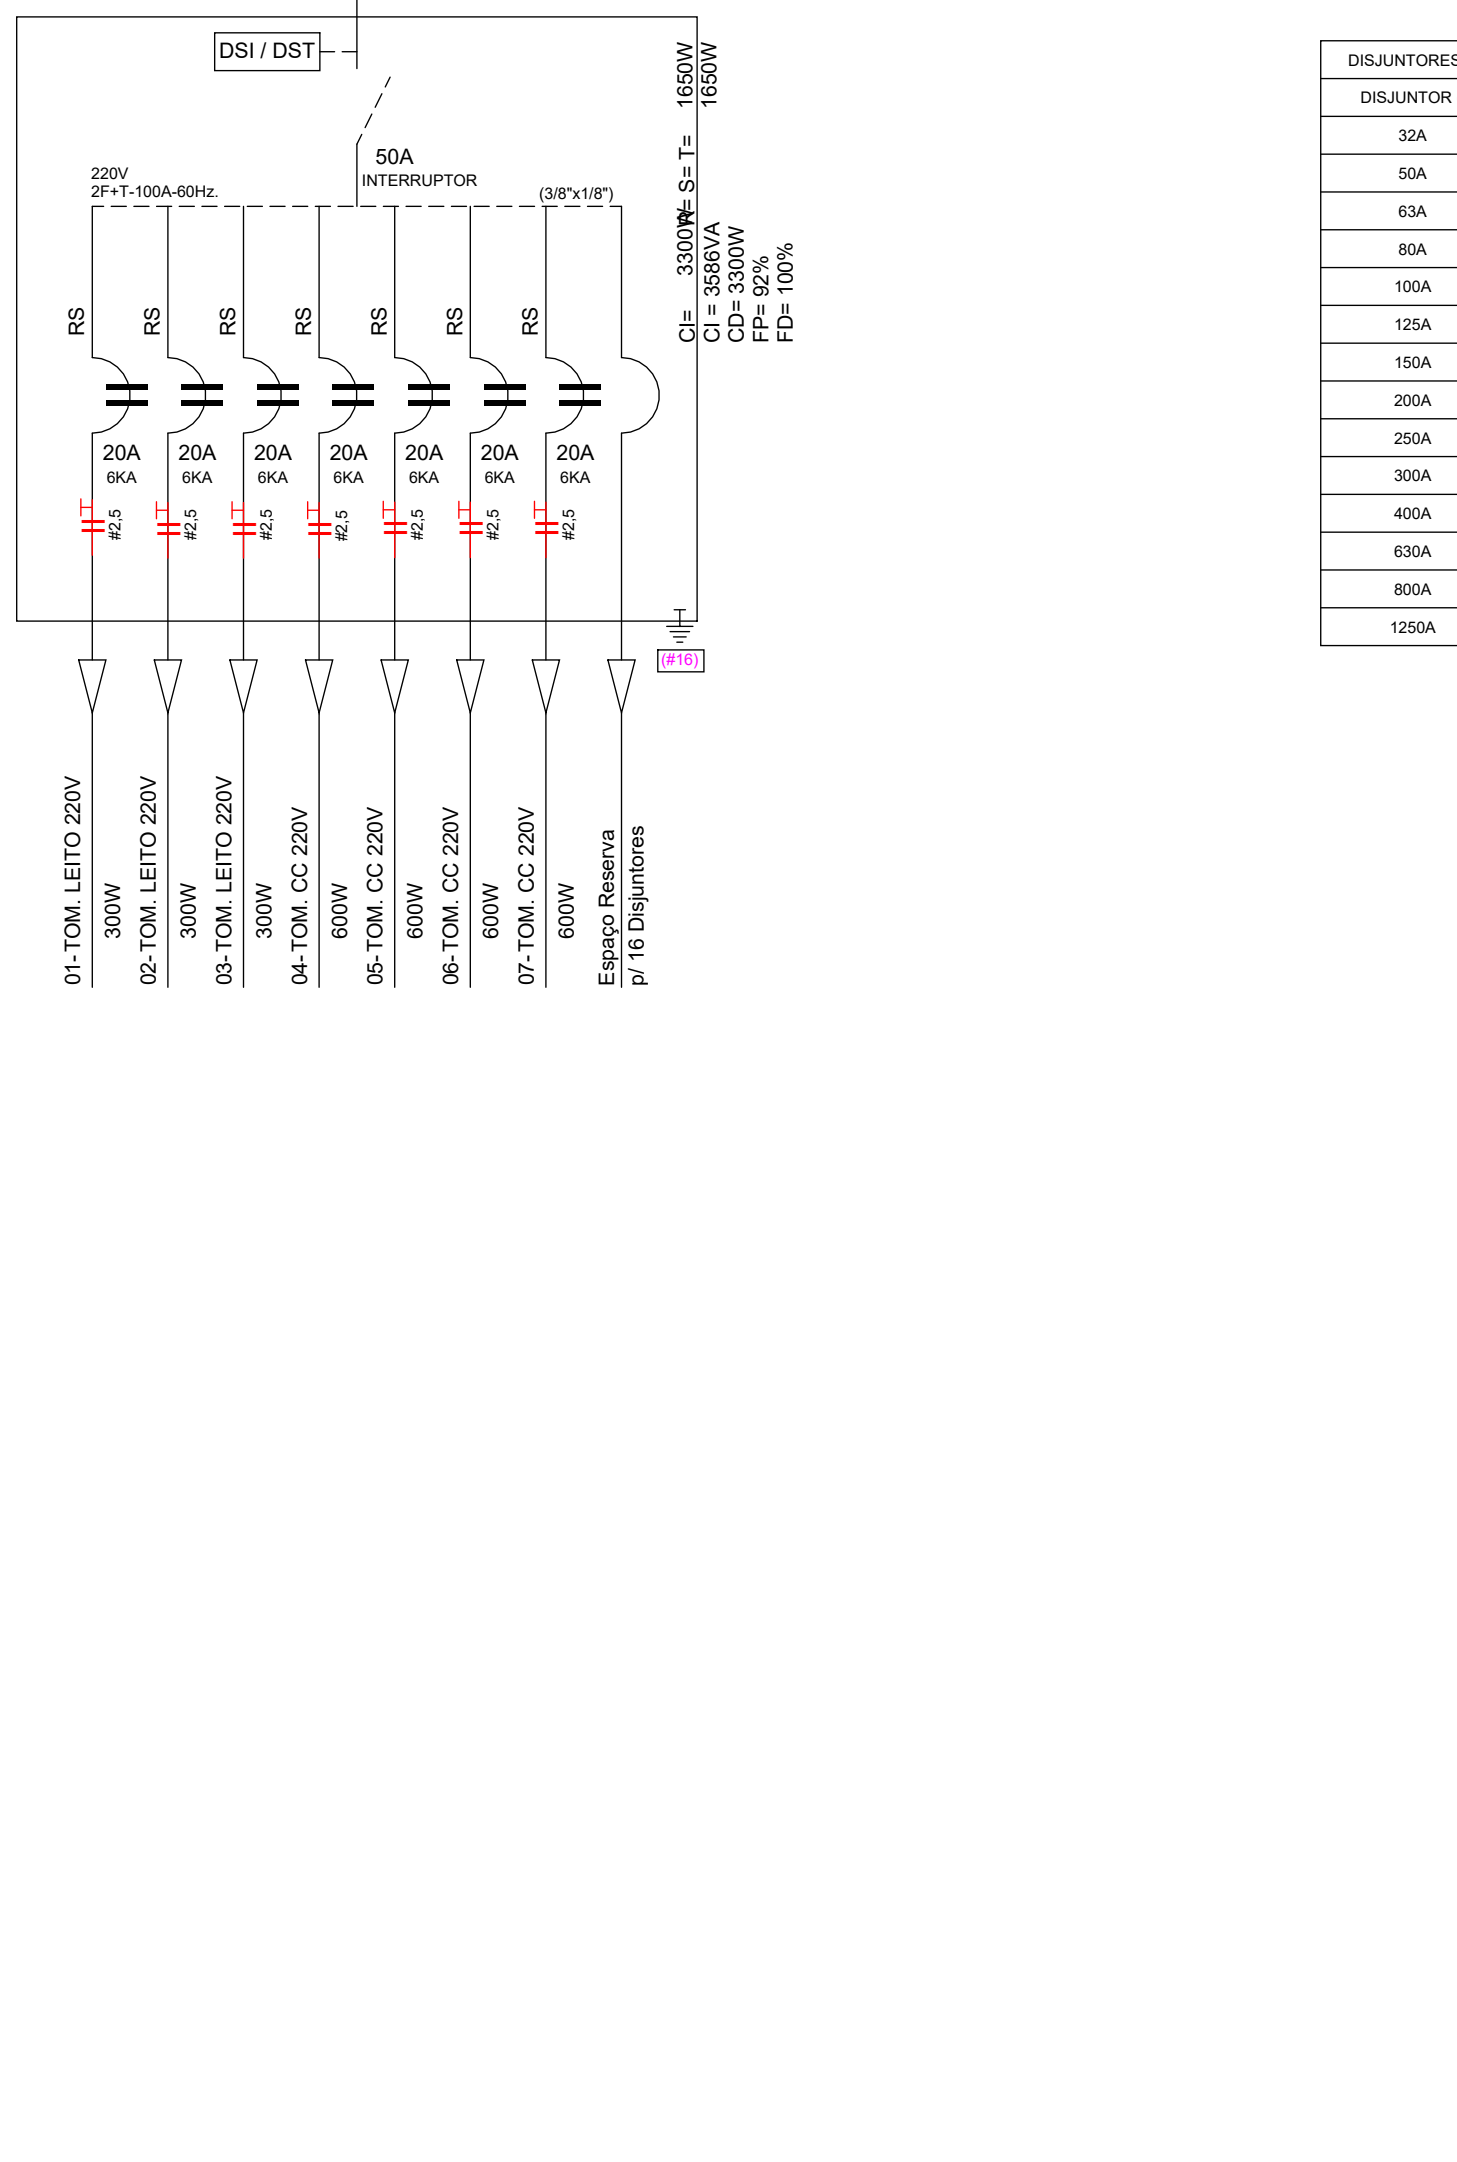 DSI / DST
50A
INTERRUPTOR
220V
2F+T-100A-60Hz.
(3/8"x1/8")
RS
RS
RS
RS
RS
RS
RS
20A
6KA
20A
6KA
20A
6KA
20A
6KA
20A
6KA
20A
6KA
20A
6KA
#2,5
#2,5
#2,5
#2,5
#2,5
#2,5
#2,5
R= S= T= 1650W
1650W
CI= 3300W
CI = 3586VA
CD= 3300W
FP= 92%
FD= 100%
(#16)
01- TOM. LEITO 220V
300W
02- TOM. LEITO 220V
300W
03- TOM. LEITO 220V
300W
04- TOM. CC 220V
600W
05- TOM. CC 220V
600W
06- TOM. CC 220V
600W
07- TOM. CC 220V
600W
Espaço Reserva
p/ 16 Disjuntores
DISJUNTORES
DISJUNTOR
32A
50A
63A
80A
100A
125A
150A
200A
250A
300A
400A
630A
800A
1250A